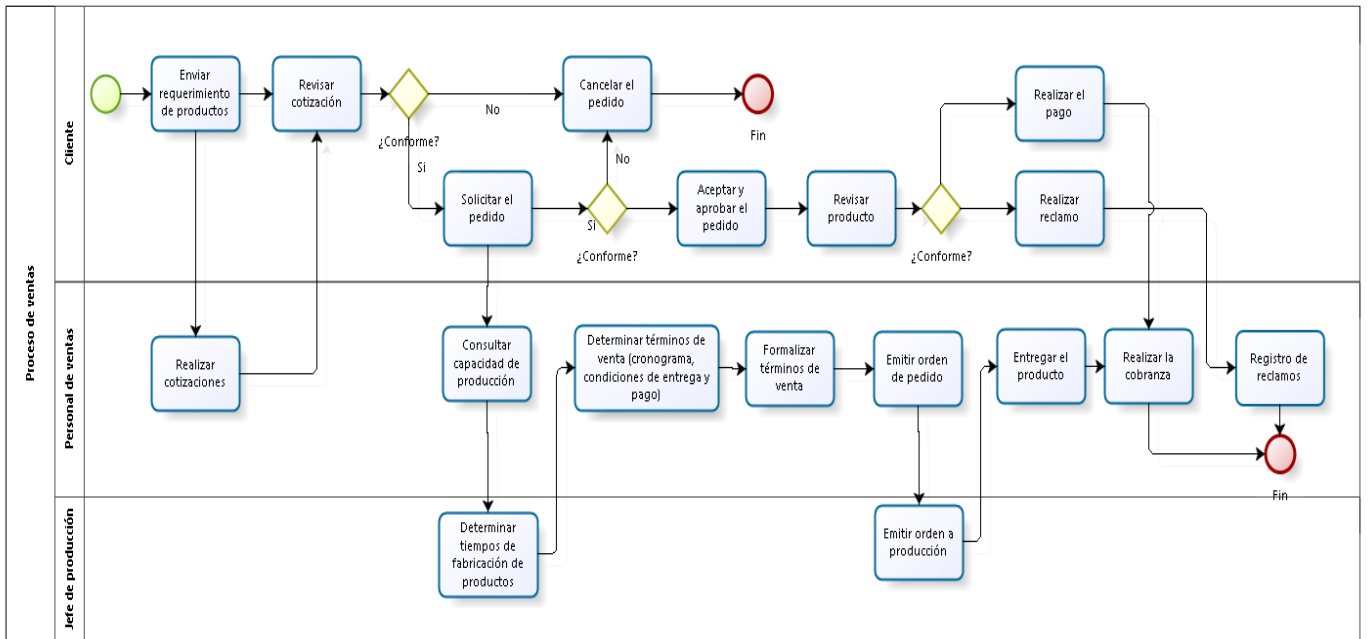 Proceso de ventas
Cliente
Enviar
requerimiento
de productos
Revisar
cotización
¿Conforme?
No
Si
Cancelar el
pedido
Fin
Solicitar el
pedido
No
Si
¿Conforme?
Aceptar y
aprobar el
pedido
Revisar
producto
¿Conforme?
Realizar el
pago
Realizar
reclamo
Personal de ventas
Realizar
cotizaciones
Consultar
capacidad de
producción
Determinar términos de
venta (cronograma,
condiciones de entrega y
pago)
Formalizar
términos de
venta
Emitir orden
de pedido
Entregar el
producto
Realizar la
cobranza
Registro de
reclamos
Fin
Jefe de producción
Determinar
tiempos de
fabricación de
productos
Emitir orden a
producción